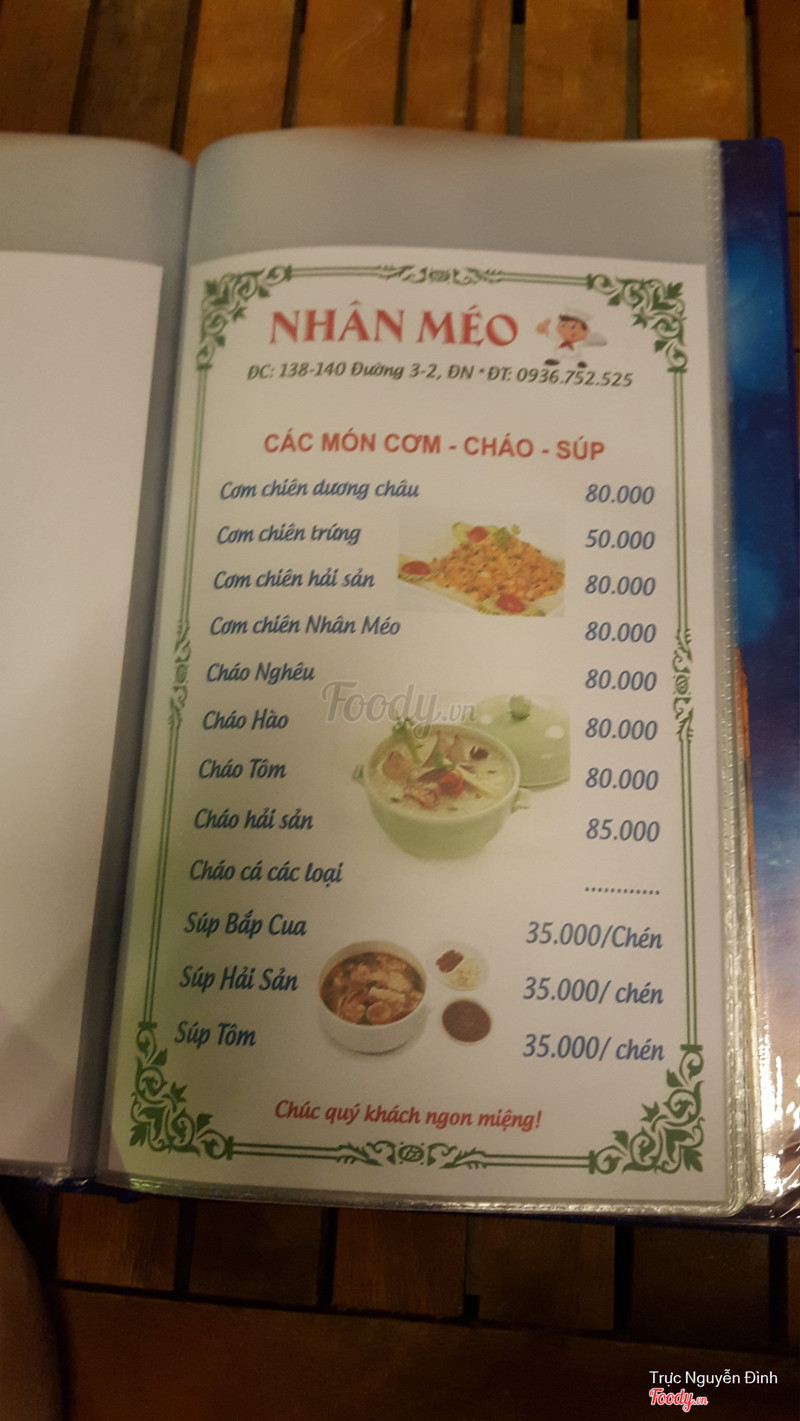 NHÂN MÉO
ĐC: 138-140 Đường 3-2, ĐN * ĐT: 0936.752.525
CÁC MÓN CƠM - CHÁO - SÚP
Cơm chiên dương châu 80.000
Cơm chiên trứng 50.000
Cơm chiên hải sản 80.000
Cơm chiên Nhân Méo 80.000
Cháo Nghêu 80.000
Foody.vn
Cháo Hào 80.000
Cháo Tôm 80.000
Cháo hải sản 85.000
Cháo cá các loại ............
Súp Bắp Cua 35.000/Chén
Súp Hải Sản 35.000/ chén
Súp Tôm 35.000/ chén
Chúc quý khách ngon miệng!
Trực Nguyễn Đình
Foody.vn